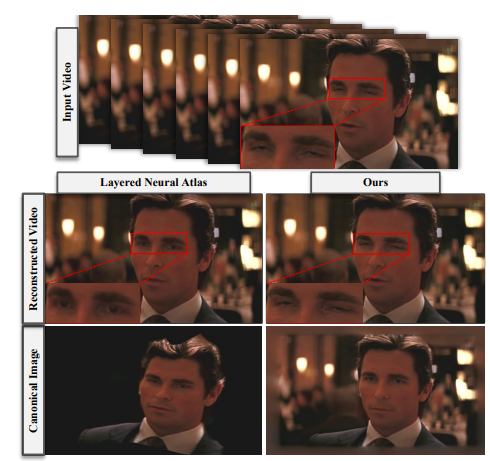 Input Video
Layered Neural Atlas
Ours
Reconstructed Video
Canonical Image